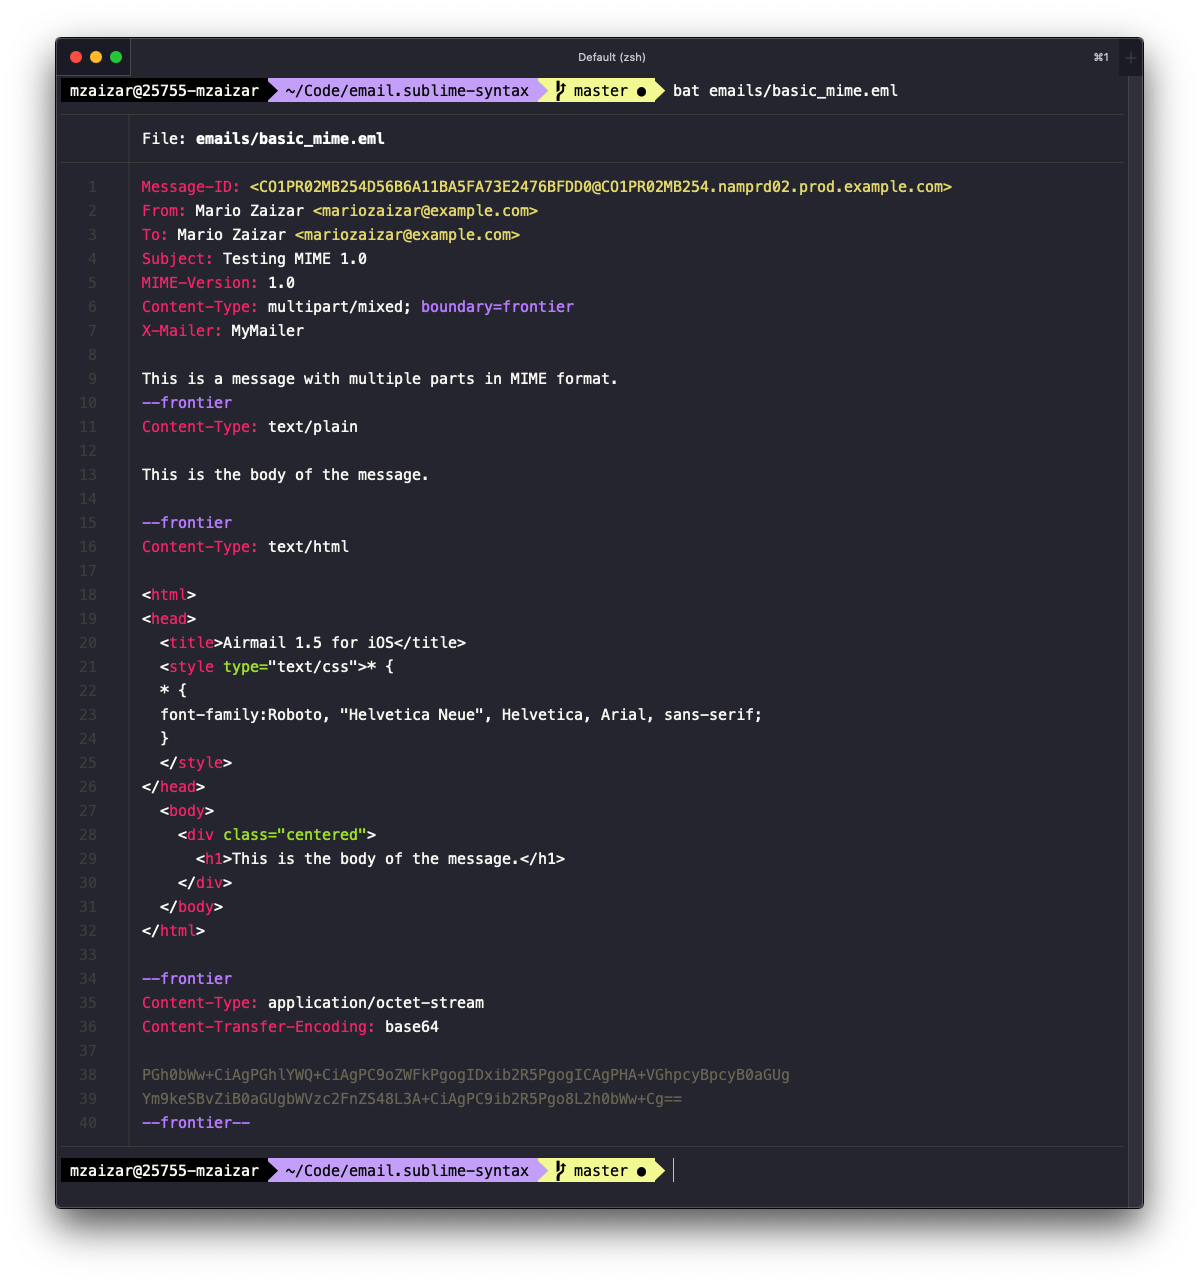 Default (zsh)
⌘1
mzaizar@25755-mzaizar ~/Code/email.sublime-syntax master ● bat emails/basic_mime.eml
File: emails/basic_mime.eml
1 Message-ID: <CO1PR02MB254D56B6A11BA5FA73E2476BFDD0@CO1PR02MB254.namprd02.prod.example.com>
2 From: Mario Zaizar <mariozaizar@example.com>
3 To: Mario Zaizar <mariozaizar@example.com>
4 Subject: Testing MIME 1.0
5 MIME-Version: 1.0
6 Content-Type: multipart/mixed; boundary=frontier
7 X-Mailer: MyMailer
8
9 This is a message with multiple parts in MIME format.
10 --frontier
11 Content-Type: text/plain
12
13 This is the body of the message.
14
15 --frontier
16 Content-Type: text/html
17
18 <html>
19 <head>
20   <title>Airmail 1.5 for iOS</title>
21   <style type="text/css">* {
22   * {
23   font-family:Roboto, "Helvetica Neue", Helvetica, Arial, sans-serif;
24   }
25   </style>
26 </head>
27   <body>
28     <div class="centered">
29       <h1>This is the body of the message.</h1>
30     </div>
31   </body>
32 </html>
33
34 --frontier
35 Content-Type: application/octet-stream
36 Content-Transfer-Encoding: base64
37
38 PGh0bWw+CiAgPGhlYWQ+CiAgPC9oZWFkPgogIDxib2R5PgogICAgPHA+VGhpcyBpcyB0aGUg
39 Ym9keSBvZiB0aGUgbWVzc2FnZS48L3A+CiAgPC9ib2R5Pgo8L2h0bWw+Cg==
40 --frontier--
mzaizar@25755-mzaizar ~/Code/email.sublime-syntax master ●